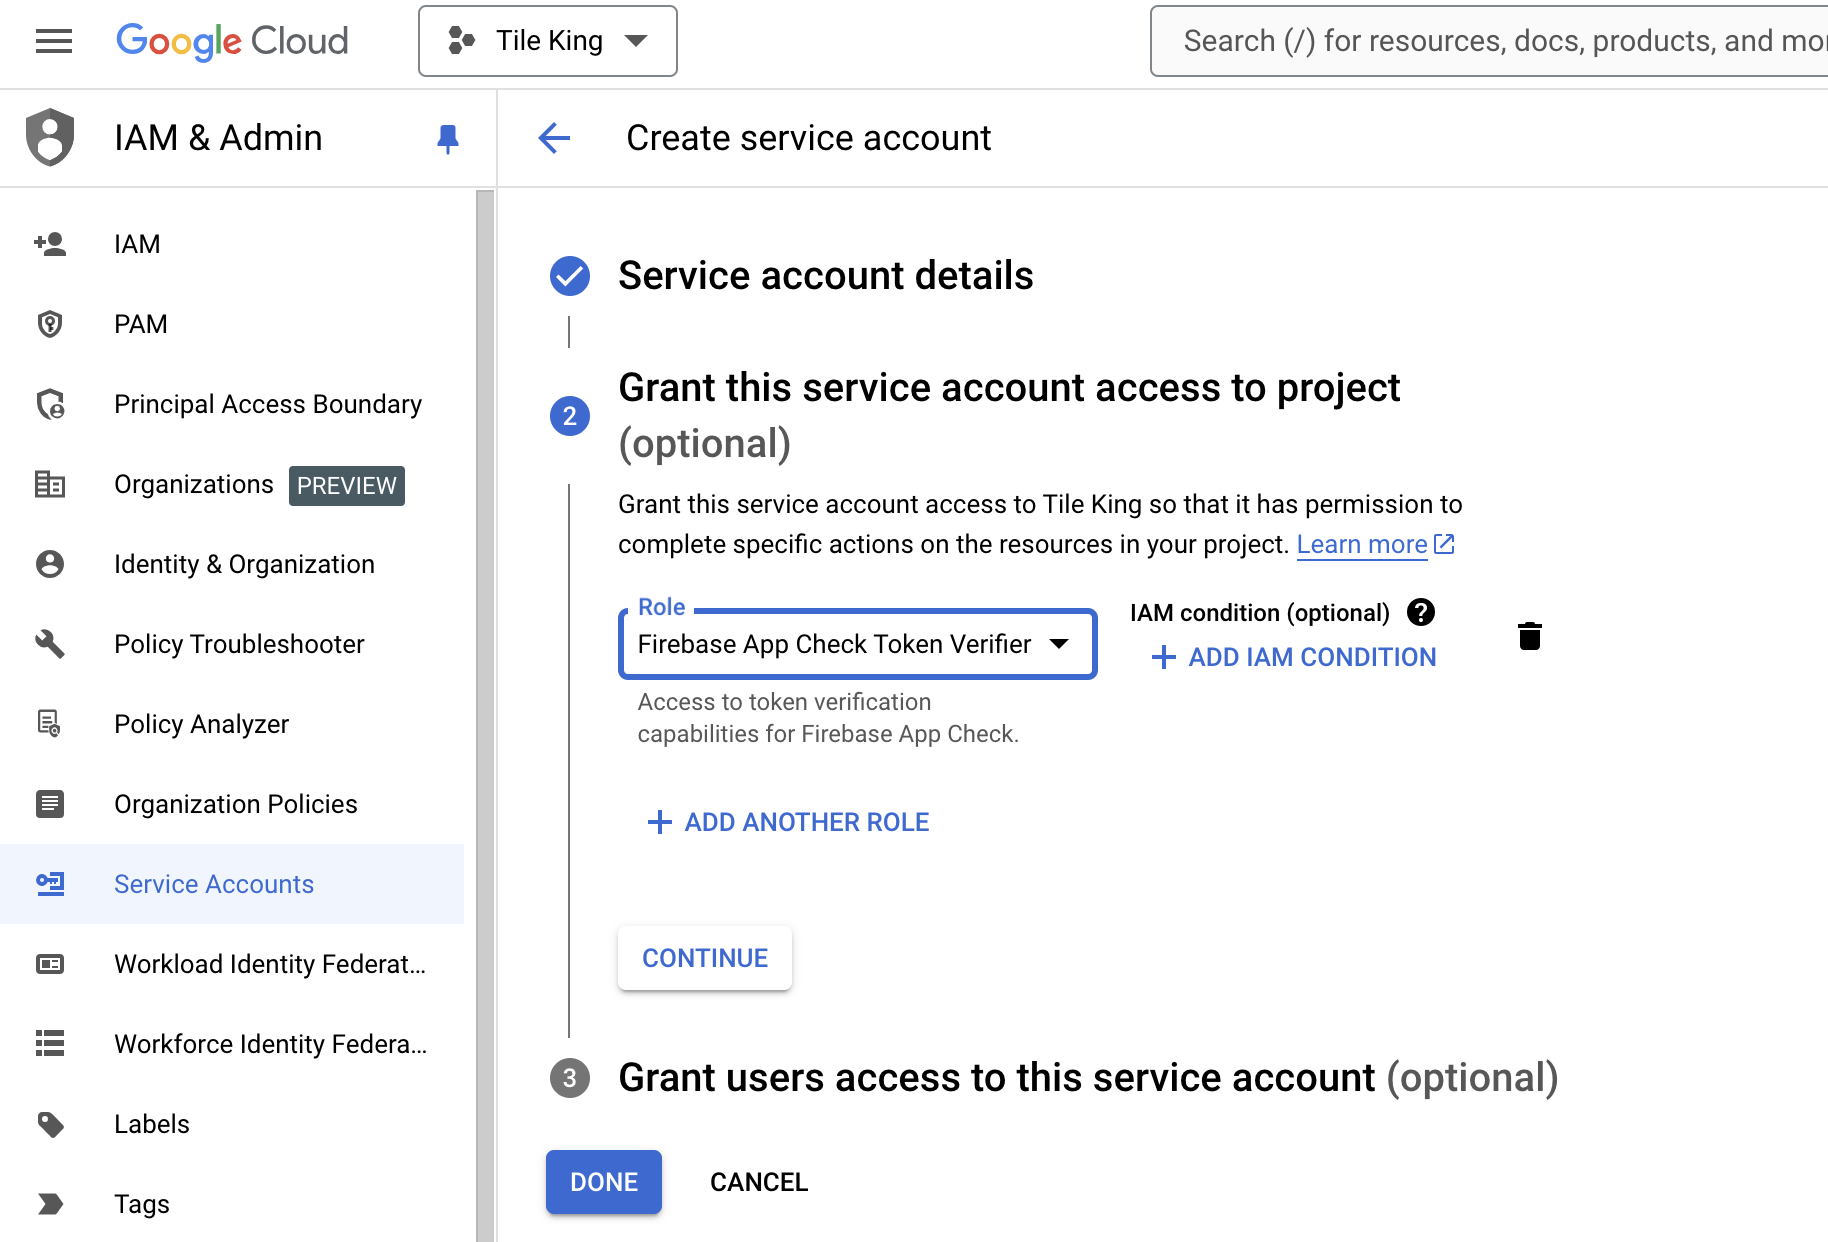 Google Cloud
Tile King
Search (/) for resources, docs, products, and mor
IAM & Admin
Create service account
IAM
PAM
Principal Access Boundary
Organizations PREVIEW
Identity & Organization
Policy Troubleshooter
Policy Analyzer
Organization Policies
Service Accounts
Workload Identity Federat...
Workforce Identity Federa...
Labels
Tags
Service account details
2
Grant this service account access to project
(optional)
Grant this service account access to Tile King so that it has permission to
complete specific actions on the resources in your project. Learn more
Role
Firebase App Check Token Verifier
IAM condition (optional) ?
+ ADD IAM CONDITION
Access to token verification
capabilities for Firebase App Check.
+ ADD ANOTHER ROLE
CONTINUE
3 Grant users access to this service account (optional)
DONE CANCEL